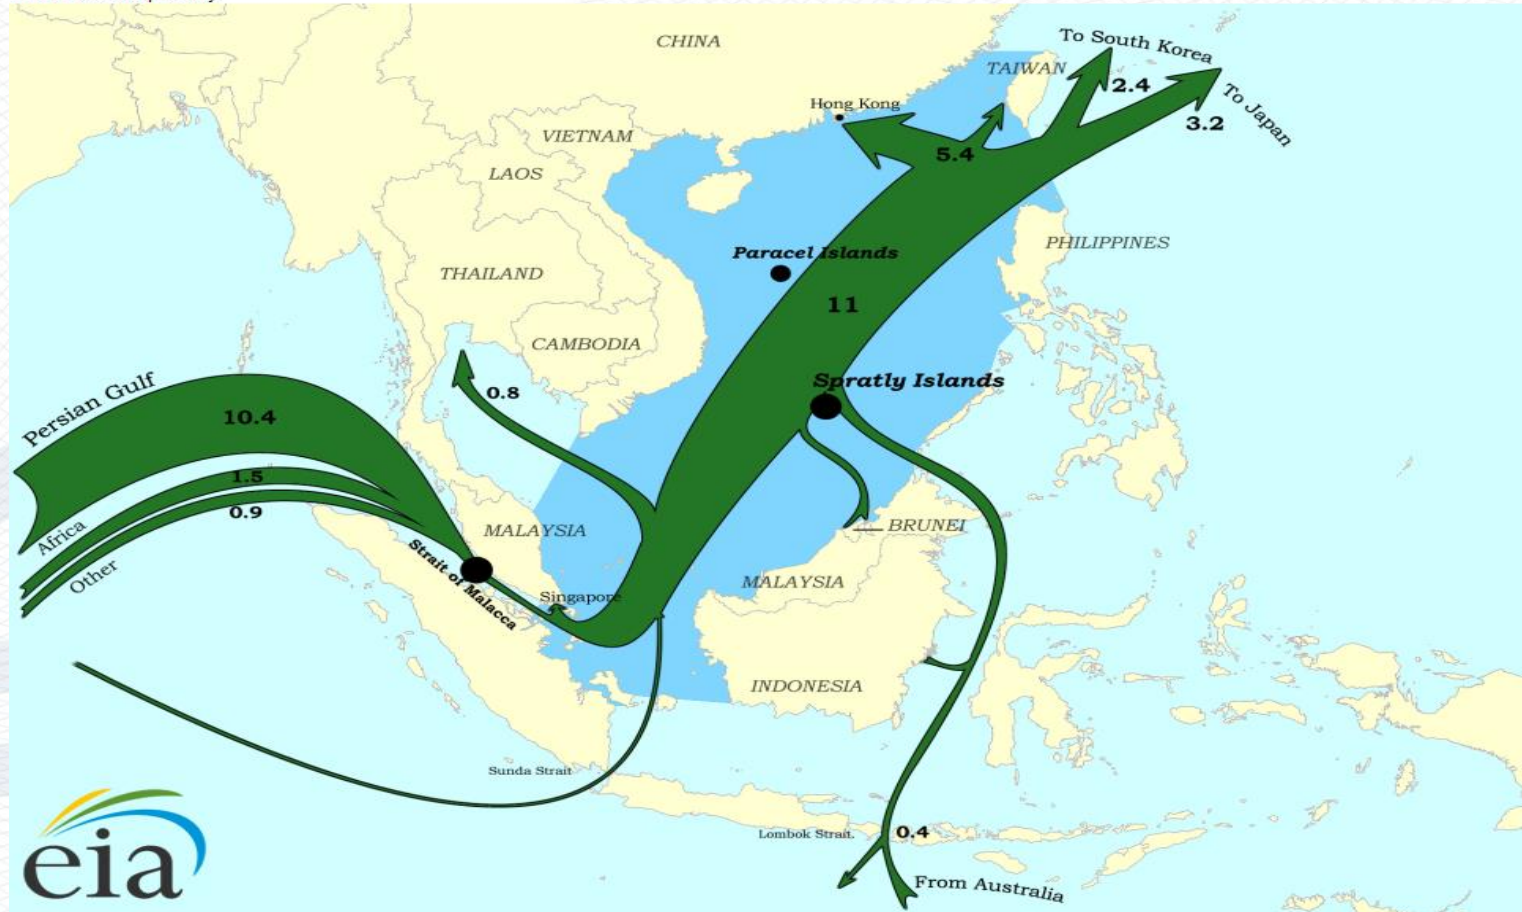 CHINA
To South Korea
TAIWAN
2.4
Hong Kong
To Japan
3.2
VIETNAM
5.4
LAOS
Paracel Islands
PHILIPPINES
THAILAND
11
CAMBODIA
Spratly Islands
0.8
Persian Gulf
10.4
1.5
0.9
Africa
Other
MALAYSIA
BRUNEI
Strait of Malacca
Singapore
MALAYSIA
INDONESIA
Sunda Strait
Lombok Strait.
0.4
From Australia
eia